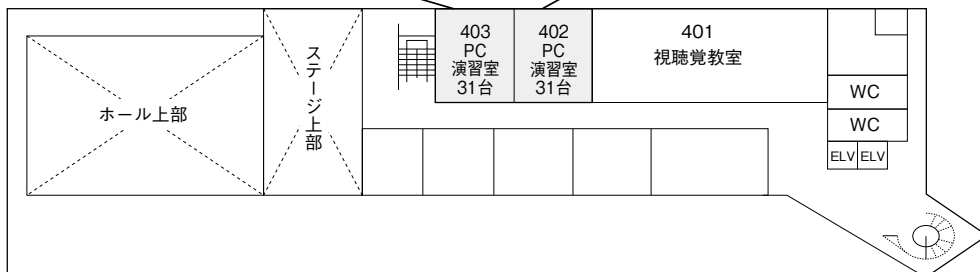 ホール上部
ステージ上部
403
PC
演習室
31台
402
PC
演習室
31台
401
視聴覚教室
WC
WC
ELV
ELV